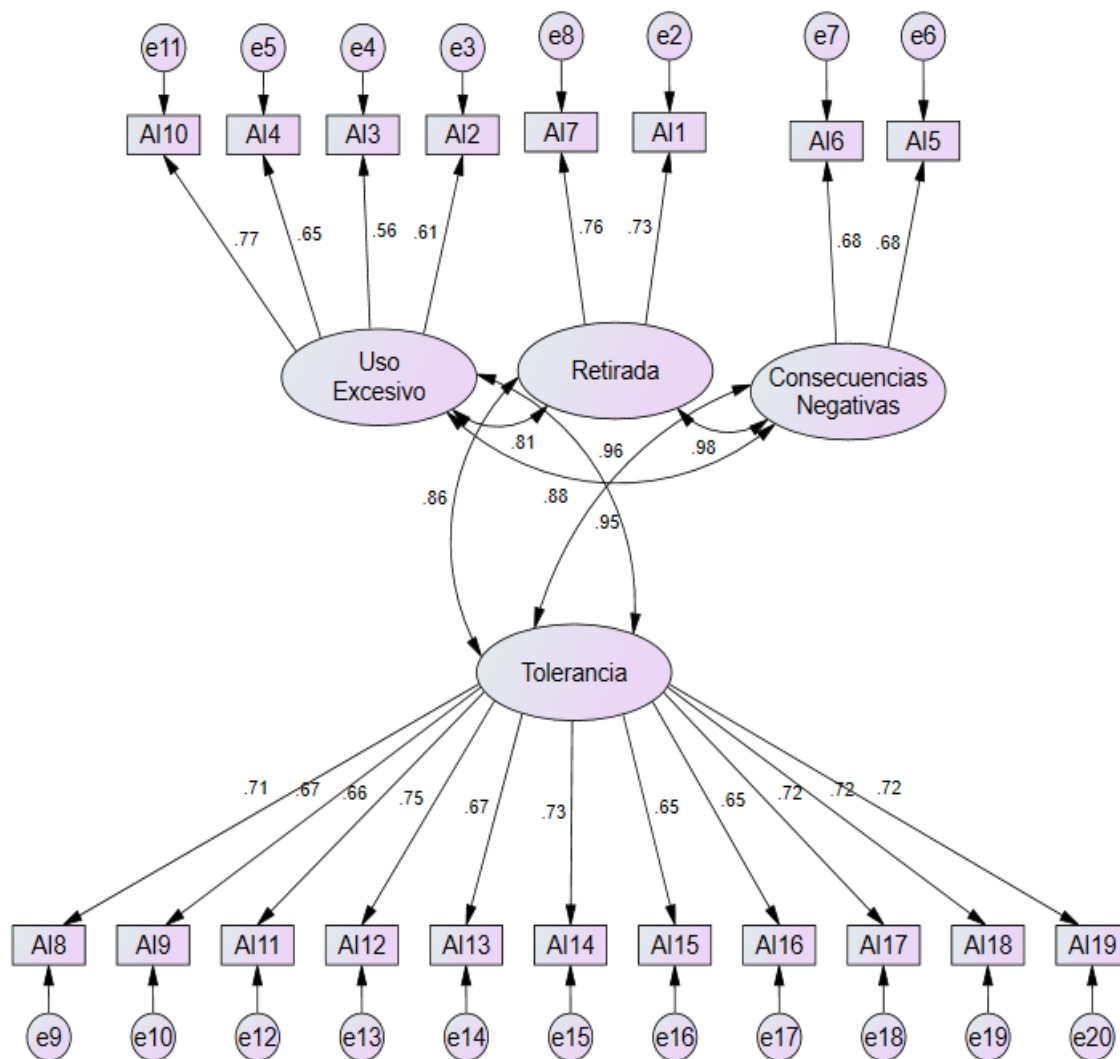 e11 e5 e4 e3 e8 e2 e7 e6
AI10 AI4 AI3 AI2 AI7 AI1 AI6 AI5
.77 .65 .56 .61 .76 .73 .68 .68
Uso
Excesivo
Retirada
Consecuencias
Negativas
.81 .96 .98
.86 .88 .95
Tolerancia
.71 .67 .66 .75 .67 .73 .65 .65 .72 .72 .72
AI8 AI9 AI11 AI12 AI13 AI14 AI15 AI16 AI17 AI18 AI19
e9 e10 e12 e13 e14 e15 e16 e17 e18 e19 e20